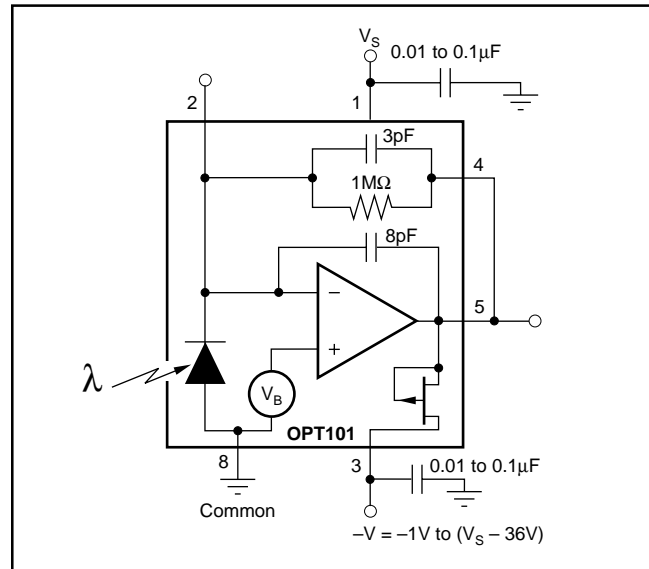 V_S
0.01 to 0.1μF
2
1
3pF
4
1MΩ
8pF
5
–
+
λ
V_B
OPT101
8
3
0.01 to 0.1μF
Common
–V = –1V to (V_S – 36V)